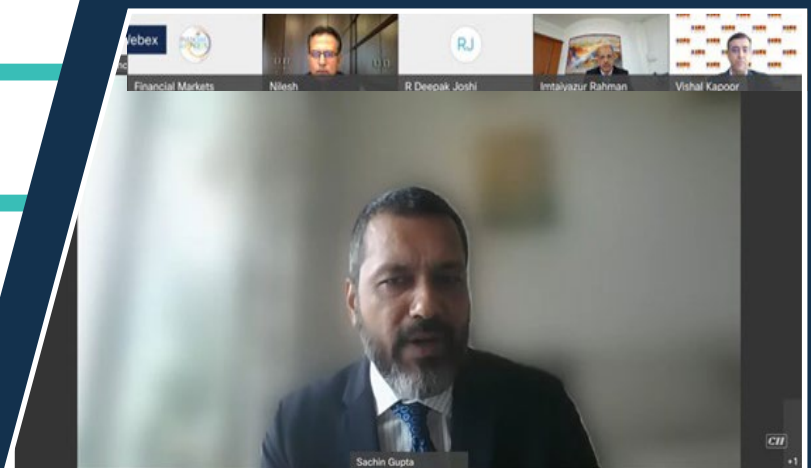 Webex
RJ
Financial Markets
Nilesh
R Deepak Joshi
Imtaiyazur Rahman
Vishal Kapoor
Sachin Gupta
CII
+1